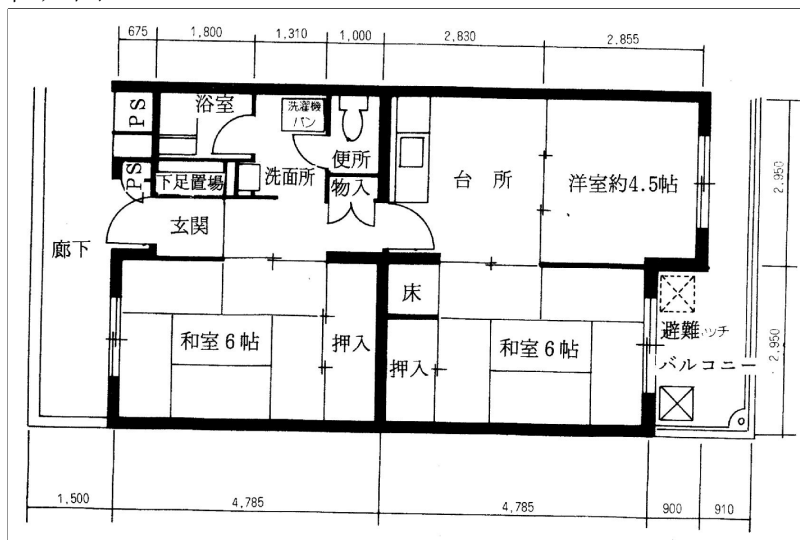 675
1,800
1,310
1,000
2,830
2,855
PS
浴室
洗濯機
パン
便所
PS
下足置場
洗面所
物入
台所
洋室約4.5帖
2,950
玄関
廊下
床
和室6帖
押入
押入
和室6帖
避難
ッチ
バルコニー
2,950
1,500
4,785
4,785
900
910